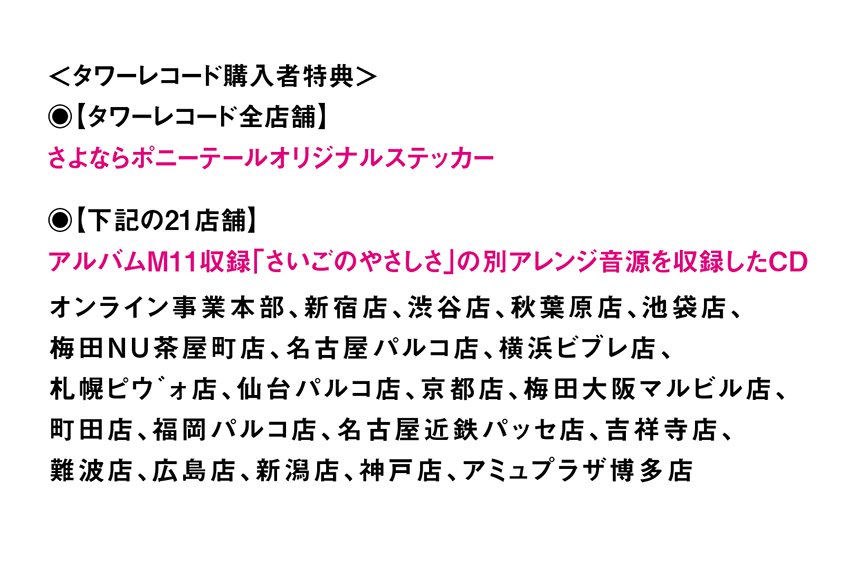 ＜タワーレコード購入者特典＞
◉【タワーレコード全店舗】
さよならポニーテールオリジナルステッカー
◉【下記の21店舗】
アルバムM11収録「さいごのやさしさ」の別アレンジ音源を収録したCD
オンライン事業本部、新宿店、渋谷店、秋葉原店、池袋店、
梅田NU茶屋町店、名古屋パルコ店、横浜ビブレ店、
札幌ピヴォ店、仙台パルコ店、京都店、梅田大阪マルビル店、
町田店、福岡パルコ店、名古屋近鉄パッセ店、吉祥寺店、
難波店、広島店、新潟店、神戸店、アミュプラザ博多店